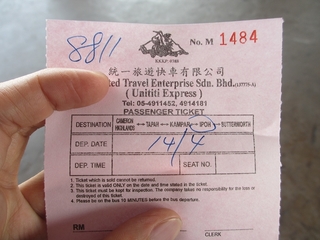 8811
No. M 1484
統一旅遊快車有限公司
ted Travel Enterprise Sdn. Bhd.
( Unititi Express )
Tel: 05-4911452, 4914181
PASSENGER TICKET
DESTINATION CAMERON HIGHLANDS TAPAH KAMPAR IPOH BUTTERWORTH
DEP. DATE 14/4
DEP. TIME SEAT NO.
1. Ticket which is sold cannot be returned.
2. This ticket is valid ONLY on the date and time stated in the ticket.
3. This ticket must be kept for inspection. The company takes no responsibility for the loss or
destroyed of this ticket.
4. Please be on the bus 10 MINUTES before the bus departure.
RM